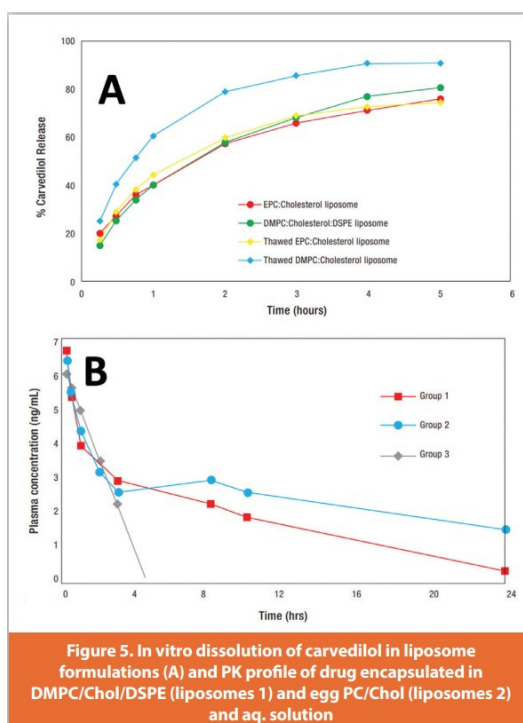 100
80
60
40
20
0
% Carvedilol Release
A
EPC:Cholesterol liposome
DMPC:Cholesterol:DSPE liposome
Thawed EPC:Cholesterol liposome
Thawed DMPC:Cholesterol liposome
0 1 2 3 4 5 6
Time (hours)
7
6
5
4
3
2
1
0
Plasma concentration (ng/mL)
B
Group 1
Group 2
Group 3
0 4 8 12 16 20 24
Time (hrs)
Figure 5. In vitro dissolution of carvedilol in liposome
formulations (A) and PK profile of drug encapsulated in
DMPC/Chol/DSPE (liposomes 1) and egg PC/Chol (liposomes 2)
and aq. solution